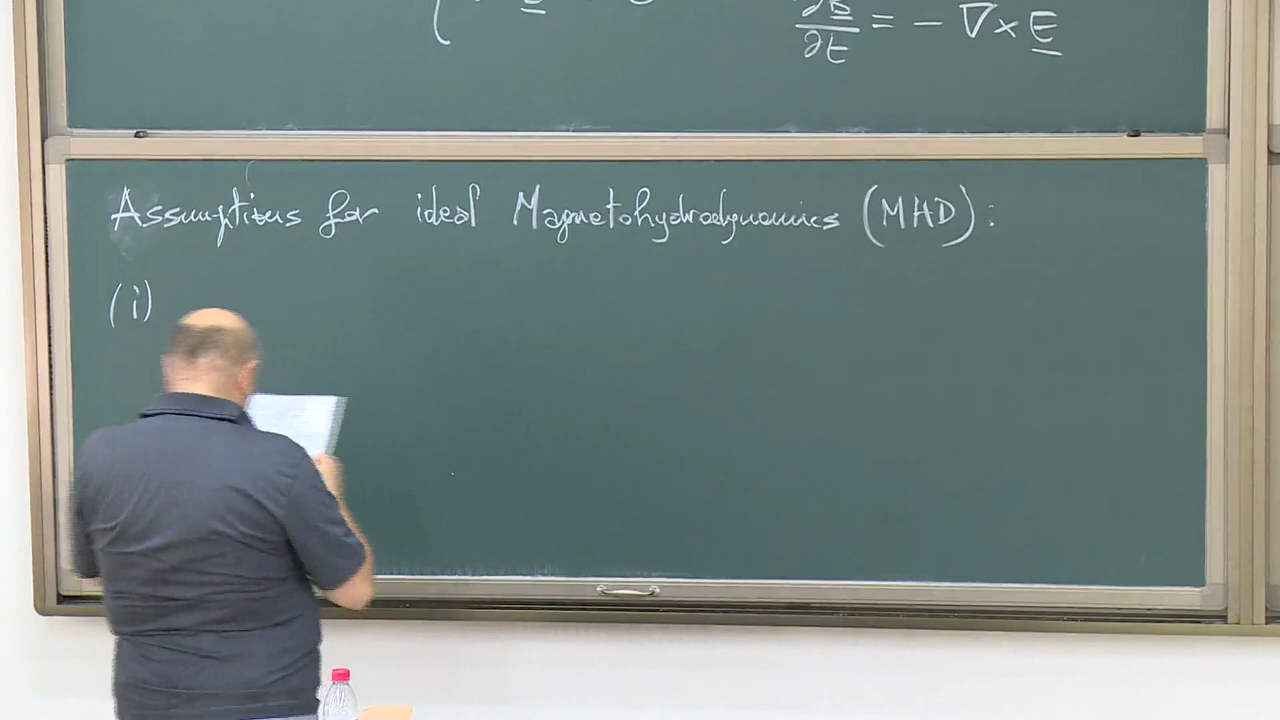 ∂B/∂t = − ∇ × E
Assumptions for ideal Magnetohydrodynamics (MHD):
(i)